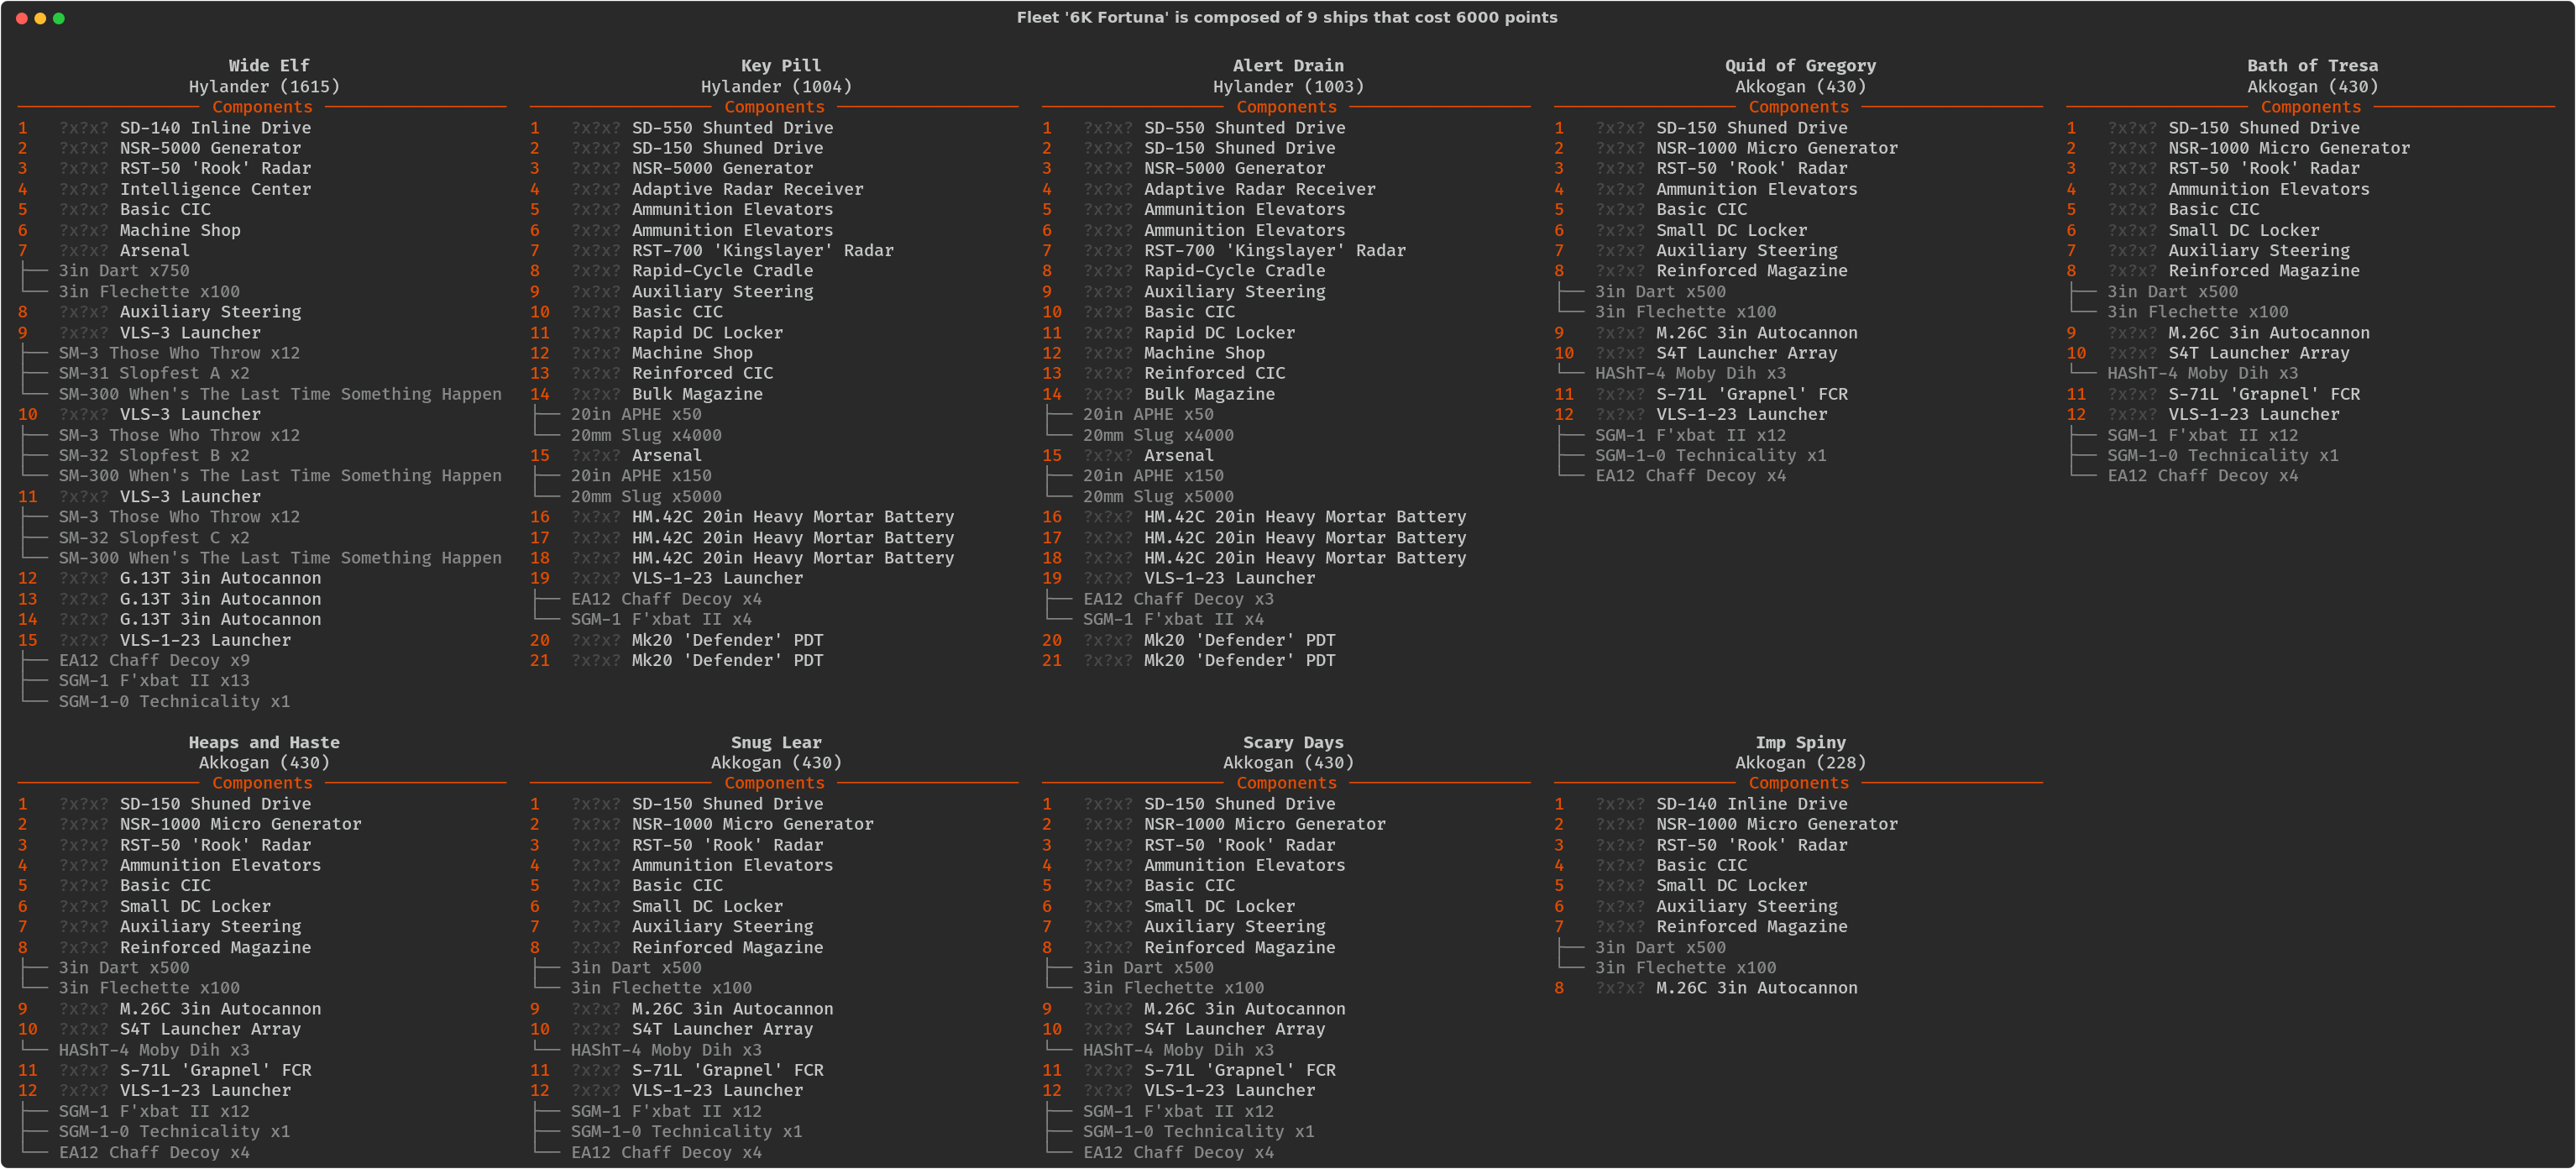 Fleet '6K Fortuna' is composed of 9 ships that cost 6000 points
Wide Elf
Hylander (1615)
Components
1 ?x?x? SD-140 Inline Drive
2 ?x?x? NSR-5000 Generator
3 ?x?x? RST-50 'Rook' Radar
4 ?x?x? Intelligence Center
5 ?x?x? Basic CIC
6 ?x?x? Machine Shop
7 ?x?x? Arsenal
3in Dart x750
3in Flechette x100
8 ?x?x? Auxiliary Steering
9 ?x?x? VLS-3 Launcher
SM-3 Those Who Throw x12
SM-31 Slopfest A x2
SM-300 When's The Last Time Something Happen
10 ?x?x? VLS-3 Launcher
SM-3 Those Who Throw x12
SM-32 Slopfest B x2
SM-300 When's The Last Time Something Happen
11 ?x?x? VLS-3 Launcher
SM-3 Those Who Throw x12
SM-32 Slopfest C x2
SM-300 When's The Last Time Something Happen
12 ?x?x? G.13T 3in Autocannon
13 ?x?x? G.13T 3in Autocannon
14 ?x?x? G.13T 3in Autocannon
15 ?x?x? VLS-1-23 Launcher
EA12 Chaff Decoy x9
SGM-1 F'xbat II x13
SGM-1-0 Technicality x1
Key Pill
Hylander (1004)
Components
1 ?x?x? SD-550 Shunted Drive
2 ?x?x? SD-150 Shuned Drive
3 ?x?x? NSR-5000 Generator
4 ?x?x? Adaptive Radar Receiver
5 ?x?x? Ammunition Elevators
6 ?x?x? Ammunition Elevators
7 ?x?x? RST-700 'Kingslayer' Radar
8 ?x?x? Rapid-Cycle Cradle
9 ?x?x? Auxiliary Steering
10 ?x?x? Basic CIC
11 ?x?x? Rapid DC Locker
12 ?x?x? Machine Shop
13 ?x?x? Reinforced CIC
14 ?x?x? Bulk Magazine
20in APHE x50
20mm Slug x4000
15 ?x?x? Arsenal
20in APHE x150
20mm Slug x5000
16 ?x?x? HM.42C 20in Heavy Mortar Battery
17 ?x?x? HM.42C 20in Heavy Mortar Battery
18 ?x?x? HM.42C 20in Heavy Mortar Battery
19 ?x?x? VLS-1-23 Launcher
EA12 Chaff Decoy x4
SGM-1 F'xbat II x4
20 ?x?x? Mk20 'Defender' PDT
21 ?x?x? Mk20 'Defender' PDT
Alert Drain
Hylander (1003)
Components
1 ?x?x? SD-550 Shunted Drive
2 ?x?x? SD-150 Shuned Drive
3 ?x?x? NSR-5000 Generator
4 ?x?x? Adaptive Radar Receiver
5 ?x?x? Ammunition Elevators
6 ?x?x? Ammunition Elevators
7 ?x?x? RST-700 'Kingslayer' Radar
8 ?x?x? Rapid-Cycle Cradle
9 ?x?x? Auxiliary Steering
10 ?x?x? Basic CIC
11 ?x?x? Rapid DC Locker
12 ?x?x? Machine Shop
13 ?x?x? Reinforced CIC
14 ?x?x? Bulk Magazine
20in APHE x50
20mm Slug x4000
15 ?x?x? Arsenal
20in APHE x150
20mm Slug x5000
16 ?x?x? HM.42C 20in Heavy Mortar Battery
17 ?x?x? HM.42C 20in Heavy Mortar Battery
18 ?x?x? HM.42C 20in Heavy Mortar Battery
19 ?x?x? VLS-1-23 Launcher
EA12 Chaff Decoy x3
SGM-1 F'xbat II x4
20 ?x?x? Mk20 'Defender' PDT
21 ?x?x? Mk20 'Defender' PDT
Quid of Gregory
Akkogan (430)
Components
1 ?x?x? SD-150 Shuned Drive
2 ?x?x? NSR-1000 Micro Generator
3 ?x?x? RST-50 'Rook' Radar
4 ?x?x? Ammunition Elevators
5 ?x?x? Basic CIC
6 ?x?x? Small DC Locker
7 ?x?x? Auxiliary Steering
8 ?x?x? Reinforced Magazine
3in Dart x500
3in Flechette x100
9 ?x?x? M.26C 3in Autocannon
10 ?x?x? S4T Launcher Array
HAShT-4 Moby Dih x3
11 ?x?x? S-71L 'Grapnel' FCR
12 ?x?x? VLS-1-23 Launcher
SGM-1 F'xbat II x12
SGM-1-0 Technicality x1
EA12 Chaff Decoy x4
Bath of Tresa
Akkogan (430)
Components
1 ?x?x? SD-150 Shuned Drive
2 ?x?x? NSR-1000 Micro Generator
3 ?x?x? RST-50 'Rook' Radar
4 ?x?x? Ammunition Elevators
5 ?x?x? Basic CIC
6 ?x?x? Small DC Locker
7 ?x?x? Auxiliary Steering
8 ?x?x? Reinforced Magazine
3in Dart x500
3in Flechette x100
9 ?x?x? M.26C 3in Autocannon
10 ?x?x? S4T Launcher Array
HAShT-4 Moby Dih x3
11 ?x?x? S-71L 'Grapnel' FCR
12 ?x?x? VLS-1-23 Launcher
SGM-1 F'xbat II x12
SGM-1-0 Technicality x1
EA12 Chaff Decoy x4
Heaps and Haste
Akkogan (430)
Components
1 ?x?x? SD-150 Shuned Drive
2 ?x?x? NSR-1000 Micro Generator
3 ?x?x? RST-50 'Rook' Radar
4 ?x?x? Ammunition Elevators
5 ?x?x? Basic CIC
6 ?x?x? Small DC Locker
7 ?x?x? Auxiliary Steering
8 ?x?x? Reinforced Magazine
3in Dart x500
3in Flechette x100
9 ?x?x? M.26C 3in Autocannon
10 ?x?x? S4T Launcher Array
HAShT-4 Moby Dih x3
11 ?x?x? S-71L 'Grapnel' FCR
12 ?x?x? VLS-1-23 Launcher
SGM-1 F'xbat II x12
SGM-1-0 Technicality x1
EA12 Chaff Decoy x4
Snug Lear
Akkogan (430)
Components
1 ?x?x? SD-150 Shuned Drive
2 ?x?x? NSR-1000 Micro Generator
3 ?x?x? RST-50 'Rook' Radar
4 ?x?x? Ammunition Elevators
5 ?x?x? Basic CIC
6 ?x?x? Small DC Locker
7 ?x?x? Auxiliary Steering
8 ?x?x? Reinforced Magazine
3in Dart x500
3in Flechette x100
9 ?x?x? M.26C 3in Autocannon
10 ?x?x? S4T Launcher Array
HAShT-4 Moby Dih x3
11 ?x?x? S-71L 'Grapnel' FCR
12 ?x?x? VLS-1-23 Launcher
SGM-1 F'xbat II x12
SGM-1-0 Technicality x1
EA12 Chaff Decoy x4
Scary Days
Akkogan (430)
Components
1 ?x?x? SD-150 Shuned Drive
2 ?x?x? NSR-1000 Micro Generator
3 ?x?x? RST-50 'Rook' Radar
4 ?x?x? Ammunition Elevators
5 ?x?x? Basic CIC
6 ?x?x? Small DC Locker
7 ?x?x? Auxiliary Steering
8 ?x?x? Reinforced Magazine
3in Dart x500
3in Flechette x100
9 ?x?x? M.26C 3in Autocannon
10 ?x?x? S4T Launcher Array
HAShT-4 Moby Dih x3
11 ?x?x? S-71L 'Grapnel' FCR
12 ?x?x? VLS-1-23 Launcher
SGM-1 F'xbat II x12
SGM-1-0 Technicality x1
EA12 Chaff Decoy x4
Imp Spiny
Akkogan (228)
Components
1 ?x?x? SD-140 Inline Drive
2 ?x?x? NSR-1000 Micro Generator
3 ?x?x? RST-50 'Rook' Radar
4 ?x?x? Basic CIC
5 ?x?x? Small DC Locker
6 ?x?x? Auxiliary Steering
7 ?x?x? Reinforced Magazine
3in Dart x500
3in Flechette x100
8 ?x?x? M.26C 3in Autocannon